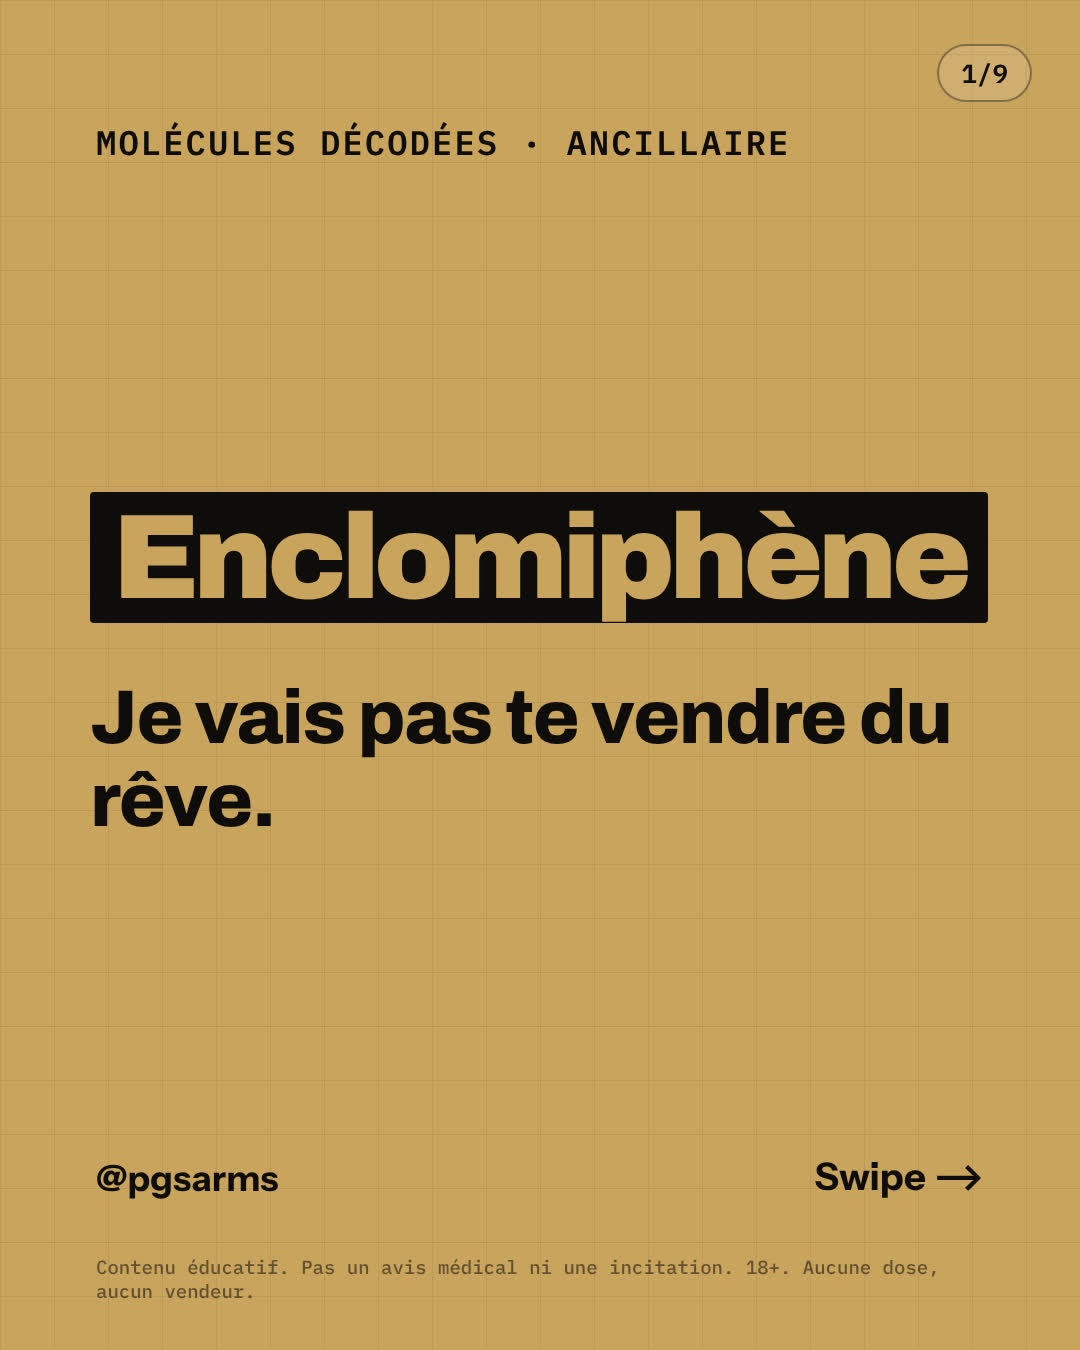 1/9
MOLÉCULES DÉCODÉES · ANCILLAIRE
Enclomiphène
Je vais pas te vendre du
rêve.
@pgsarms
Swipe →
Contenu éducatif. Pas un avis médical ni une incitation. 18+. Aucune dose,
aucun vendeur.